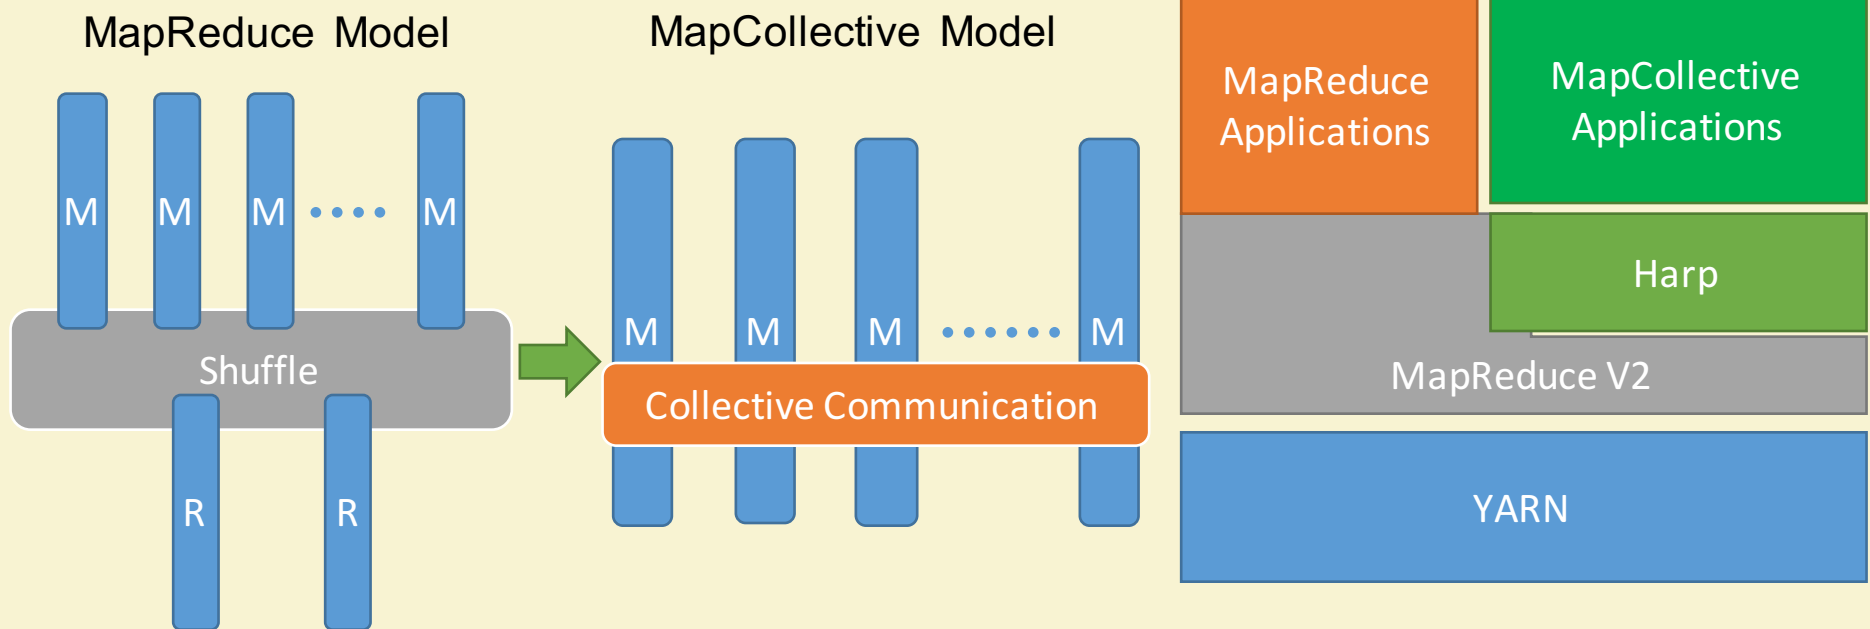 MapReduce Model
M M M M
Shuffle
R R
MapCollective Model
M M M M
Collective Communication
MapReduce
Applications
MapCollective
Applications
Harp
MapReduce V2
YARN